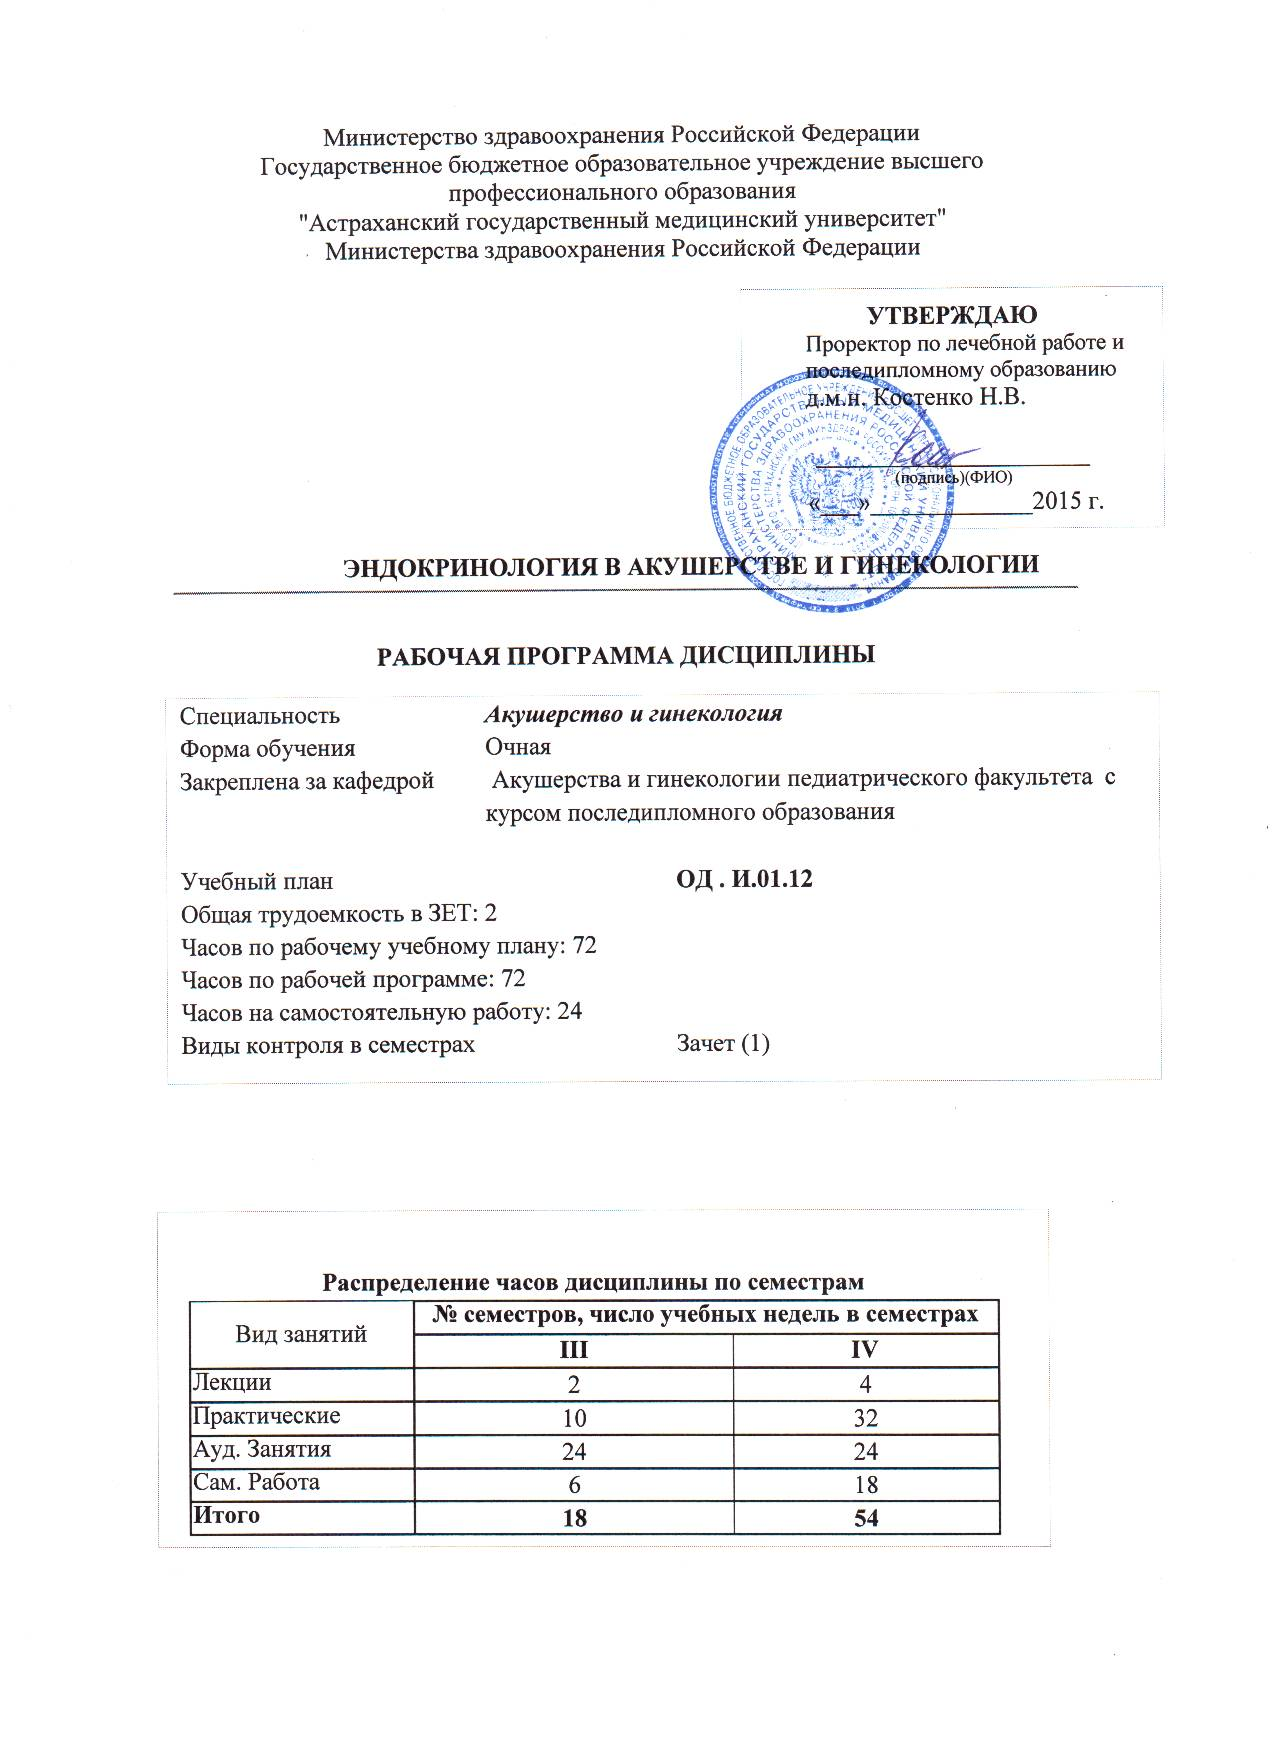 Министерство здравоохранения Российской Федерации
Государственное бюджетное образовательное учреждение высшего
профессионального образования
"Астраханский государственный медицинский университет"
Министерства здравоохранения Российской Федерации
УТВЕРЖДАЮ
Проректор по лечебной работе и
последипломному образованию
д.м.н. Костенко Н.В.
(подпись)(ФИО)
«___»_____________2015 г.
ЭНДОКРИНОЛОГИЯ В АКУШЕРСТВЕ И ГИНЕКОЛОГИИ
РАБОЧАЯ ПРОГРАММА ДИСЦИПЛИНЫ
Специальность Акушерство и гинекология
Форма обучения Очная
Закреплена за кафедрой Акушерства и гинекологии педиатрического факультета с
курсом последипломного образования
Учебный план ОД . И.01.12
Общая трудоемкость в ЗЕТ: 2
Часов по рабочему учебному плану: 72
Часов по рабочей программе: 72
Часов на самостоятельную работу: 24
Виды контроля в семестрах Зачет (1)
Распределение часов дисциплины по семестрам
Вид занятий № семестров, число учебных недель в семестрах
III IV
Лекции 2 4
Практические 10 32
Ауд. Занятия 24 24
Сам. Работа 6 18
Итого 18 54